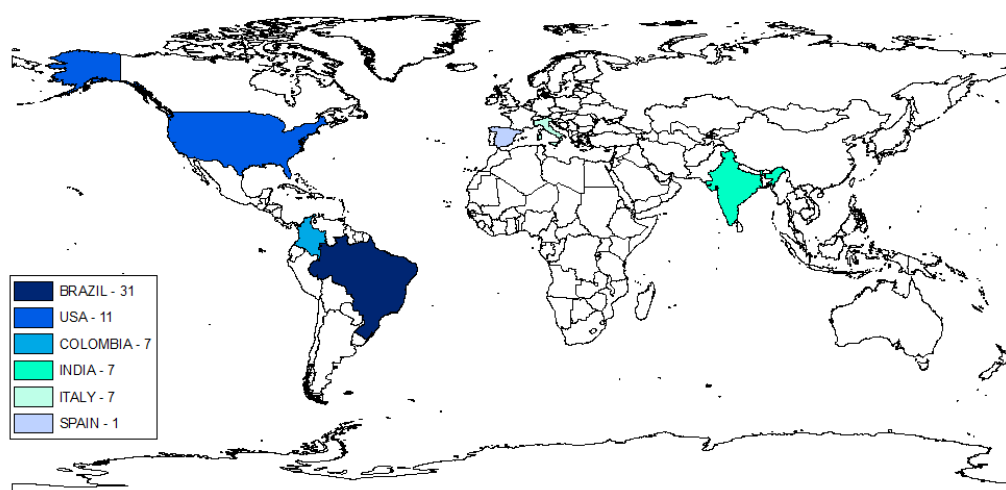 BRAZIL - 31
USA - 11
COLOMBIA - 7
INDIA - 7
ITALY - 7
SPAIN - 1